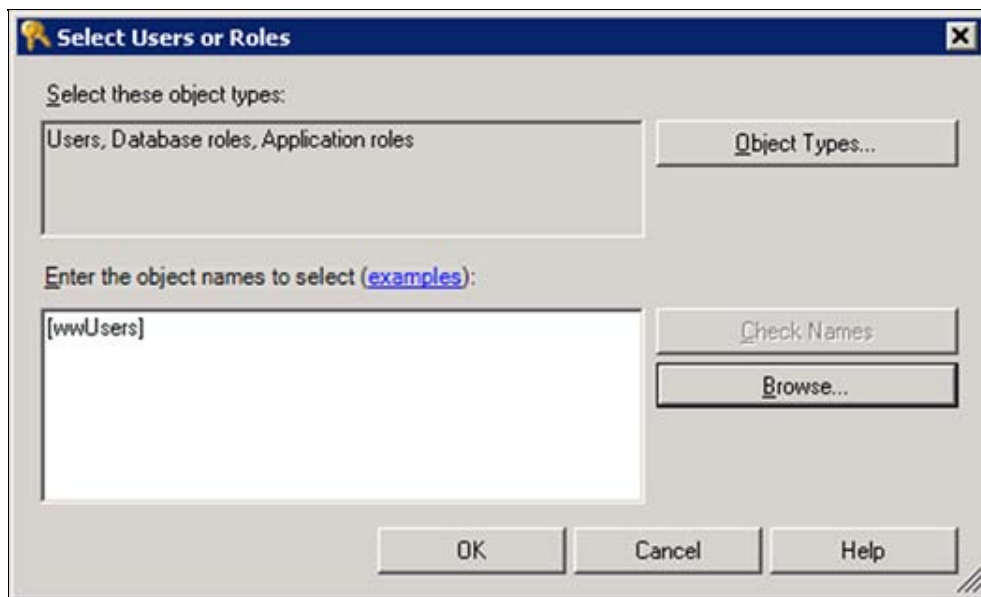 Select Users or Roles
Select these object types:
Users, Database roles, Application roles
Object Types...
Enter the object names to select (examples):
[wwUsers]
Check Names
Browse...
OK
Cancel
Help